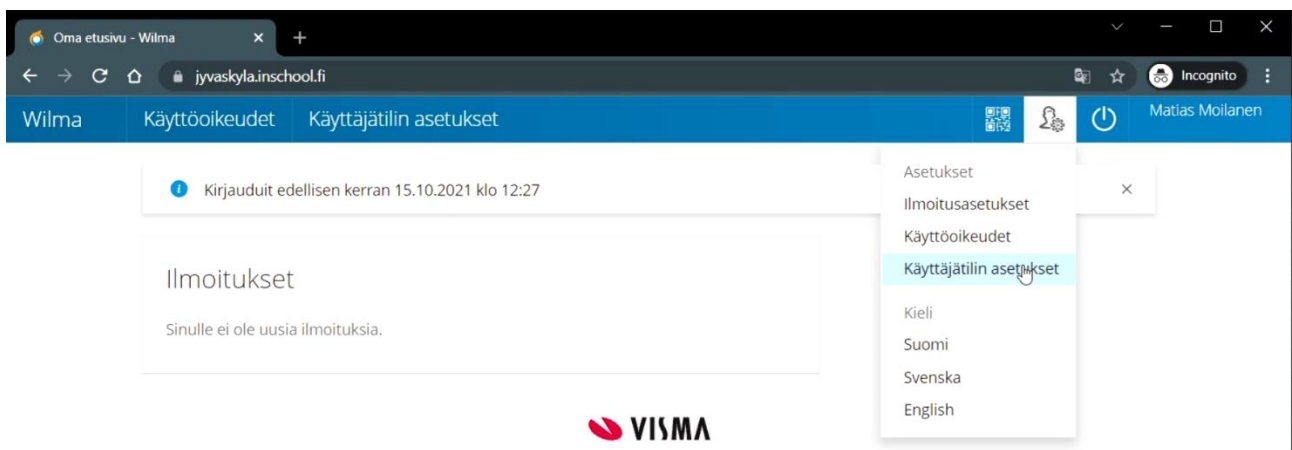 Oma etusivu - Wilma
jyvaskyla.inschool.fi
Incognito
Wilma Käyttöoikeudet Käyttäjätilin asetukset Matias Moilanen
Kirjauduit edellisen kerran 15.10.2021 klo 12:27
Asetukset
Ilmoitusasetukset
Käyttöoikeudet
Käyttäjätilin asetukset
Kieli
Suomi
Svenska
English
Ilmoitukset
Sinulle ei ole uusia ilmoituksia.
VISMA